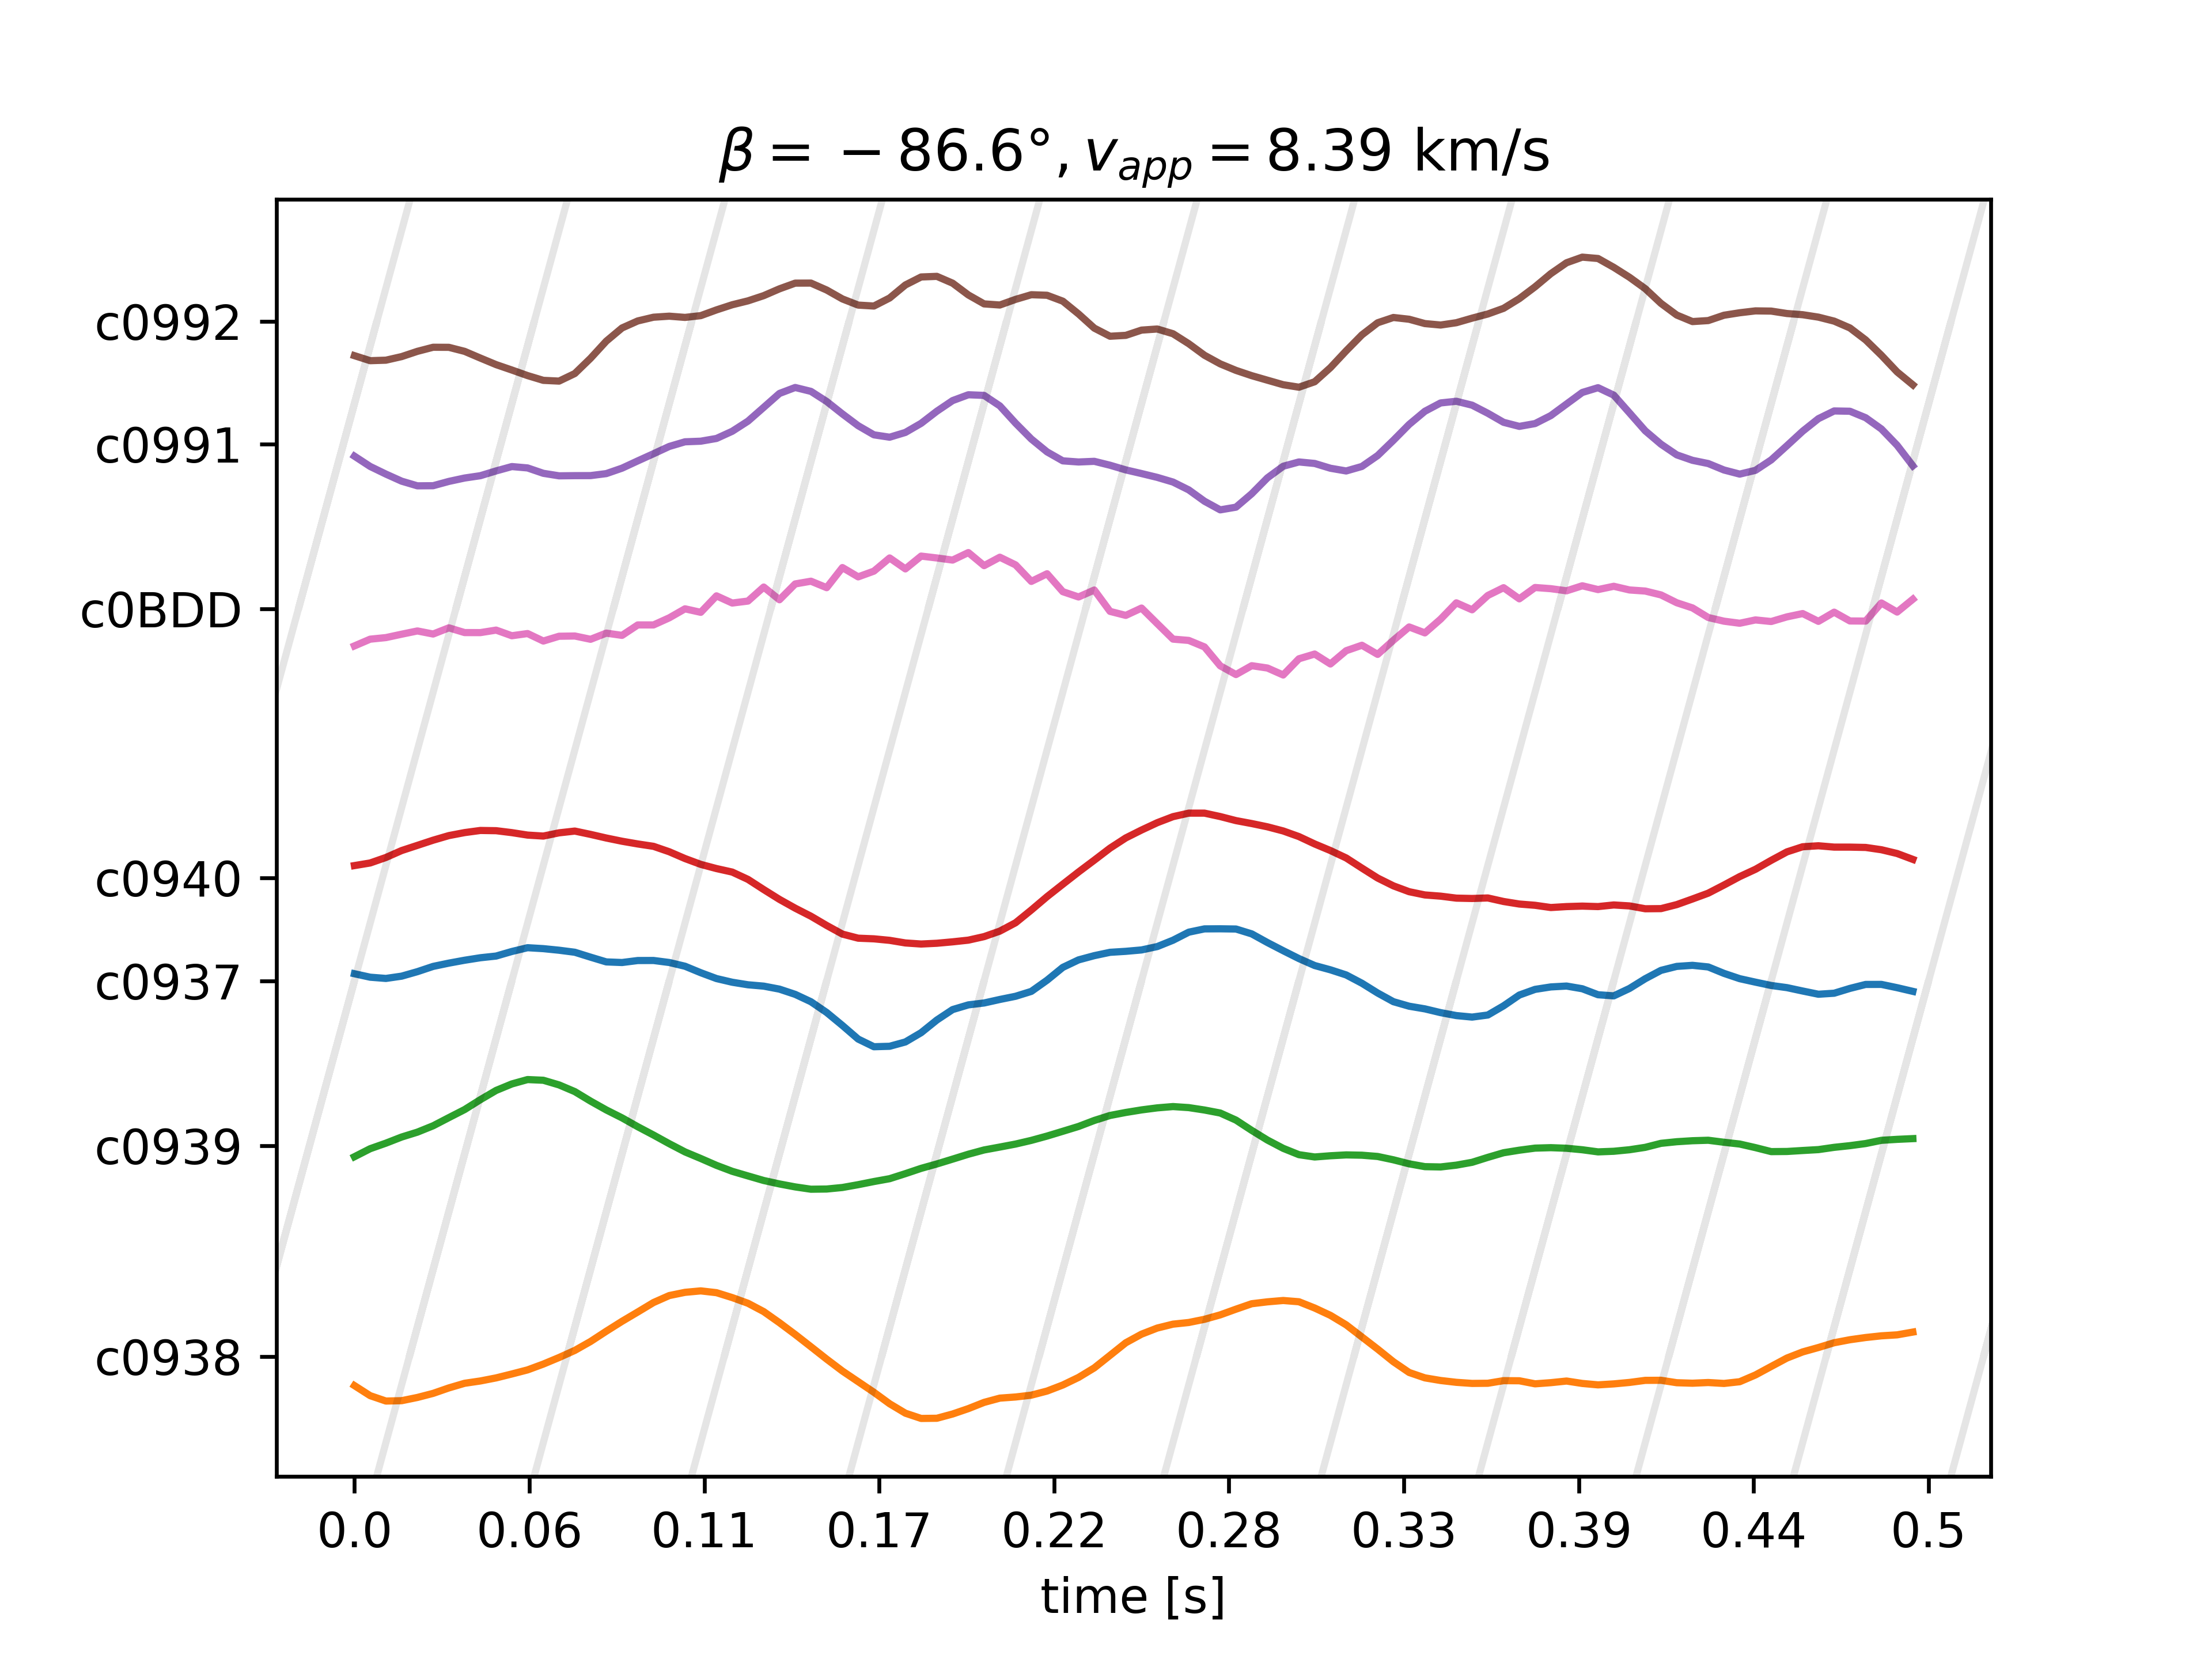 β = − 86.6°, v_app = 8.39 km/s
c0992
c0991
c0BDD
c0940
c0937
c0939
c0938
0.0 0.06 0.11 0.17 0.22 0.28 0.33 0.39 0.44 0.5
time [s]